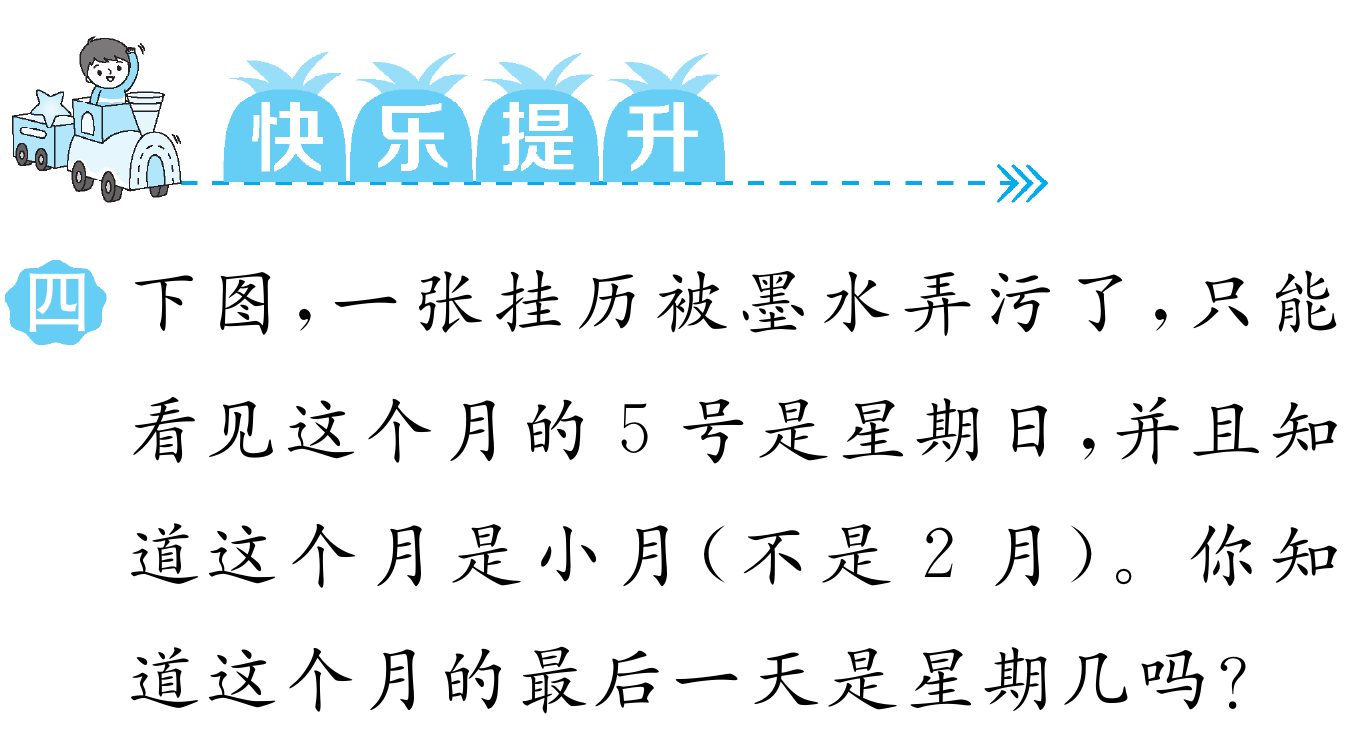 快乐提升
四 下图,一张挂历被墨水弄污了,只能
看见这个月的 5 号是星期日,并且知
道这个月是小月(不是 2 月)。你知
道这个月的最后一天是星期几吗?